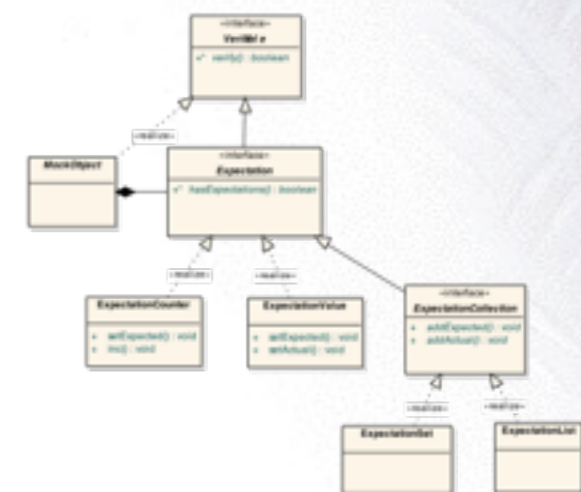 «interface»
Verifiable
+ verify() : boolean
«realize»
MockObject
«interface»
Expectation
+ hasExpectations() : boolean
«realize»
«realize»
ExpectationCounter
+ setExpected() : void
+ inc() : void
ExpectationValue
+ setExpected() : void
+ setActual() : void
«interface»
ExpectationCollection
+ addExpected() : void
+ addActual() : void
«realize»
«realize»
ExpectationSet
ExpectationList